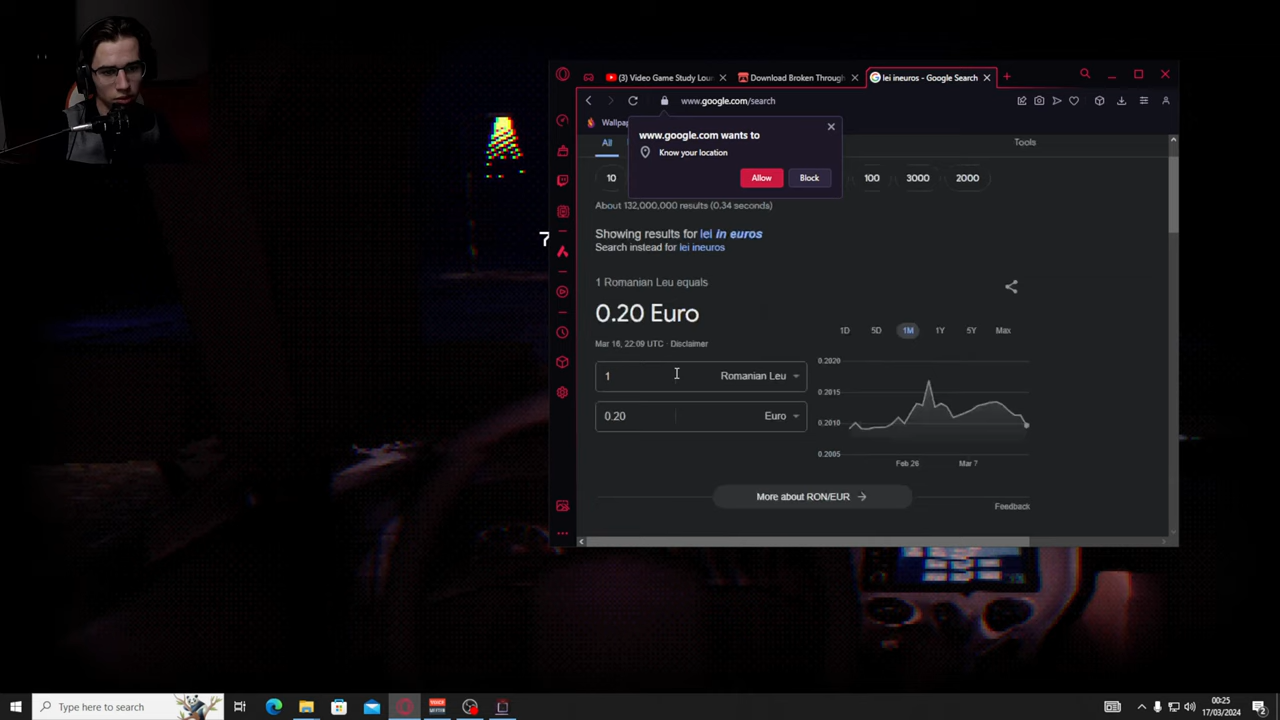 (3) Video Game Study Lou
Download Broken Through
lei ineuros - Google Search
www.google.com/search
Wallpap
www.google.com wants to
Know your location
Allow
Block
All
Tools
10
100
3000
2000
About 132,000,000 results (0.34 seconds)
Showing results for lei in euros
Search instead for lei ineuros
1 Romanian Leu equals
0.20 Euro
Mar 16, 22:09 UTC · Disclaimer
1
Romanian Leu
0.20
Euro
1D
5D
1M
1Y
5Y
Max
0.2020
0.2015
0.2010
0.2005
Feb 26
Mar 7
More about RON/EUR
Feedback
7
Type here to search
00:25
17/03/2024
2